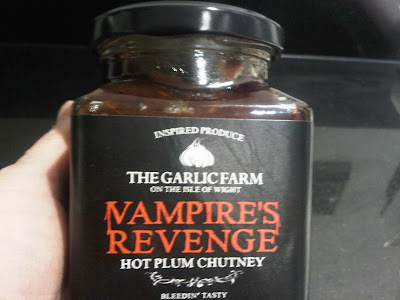 INSPIRED PRODUCE
THE GARLIC FARM
ON THE ISLE OF WIGHT
VAMPIRE'S
REVENGE
HOT PLUM CHUTNEY
BLEEDIN' TASTY